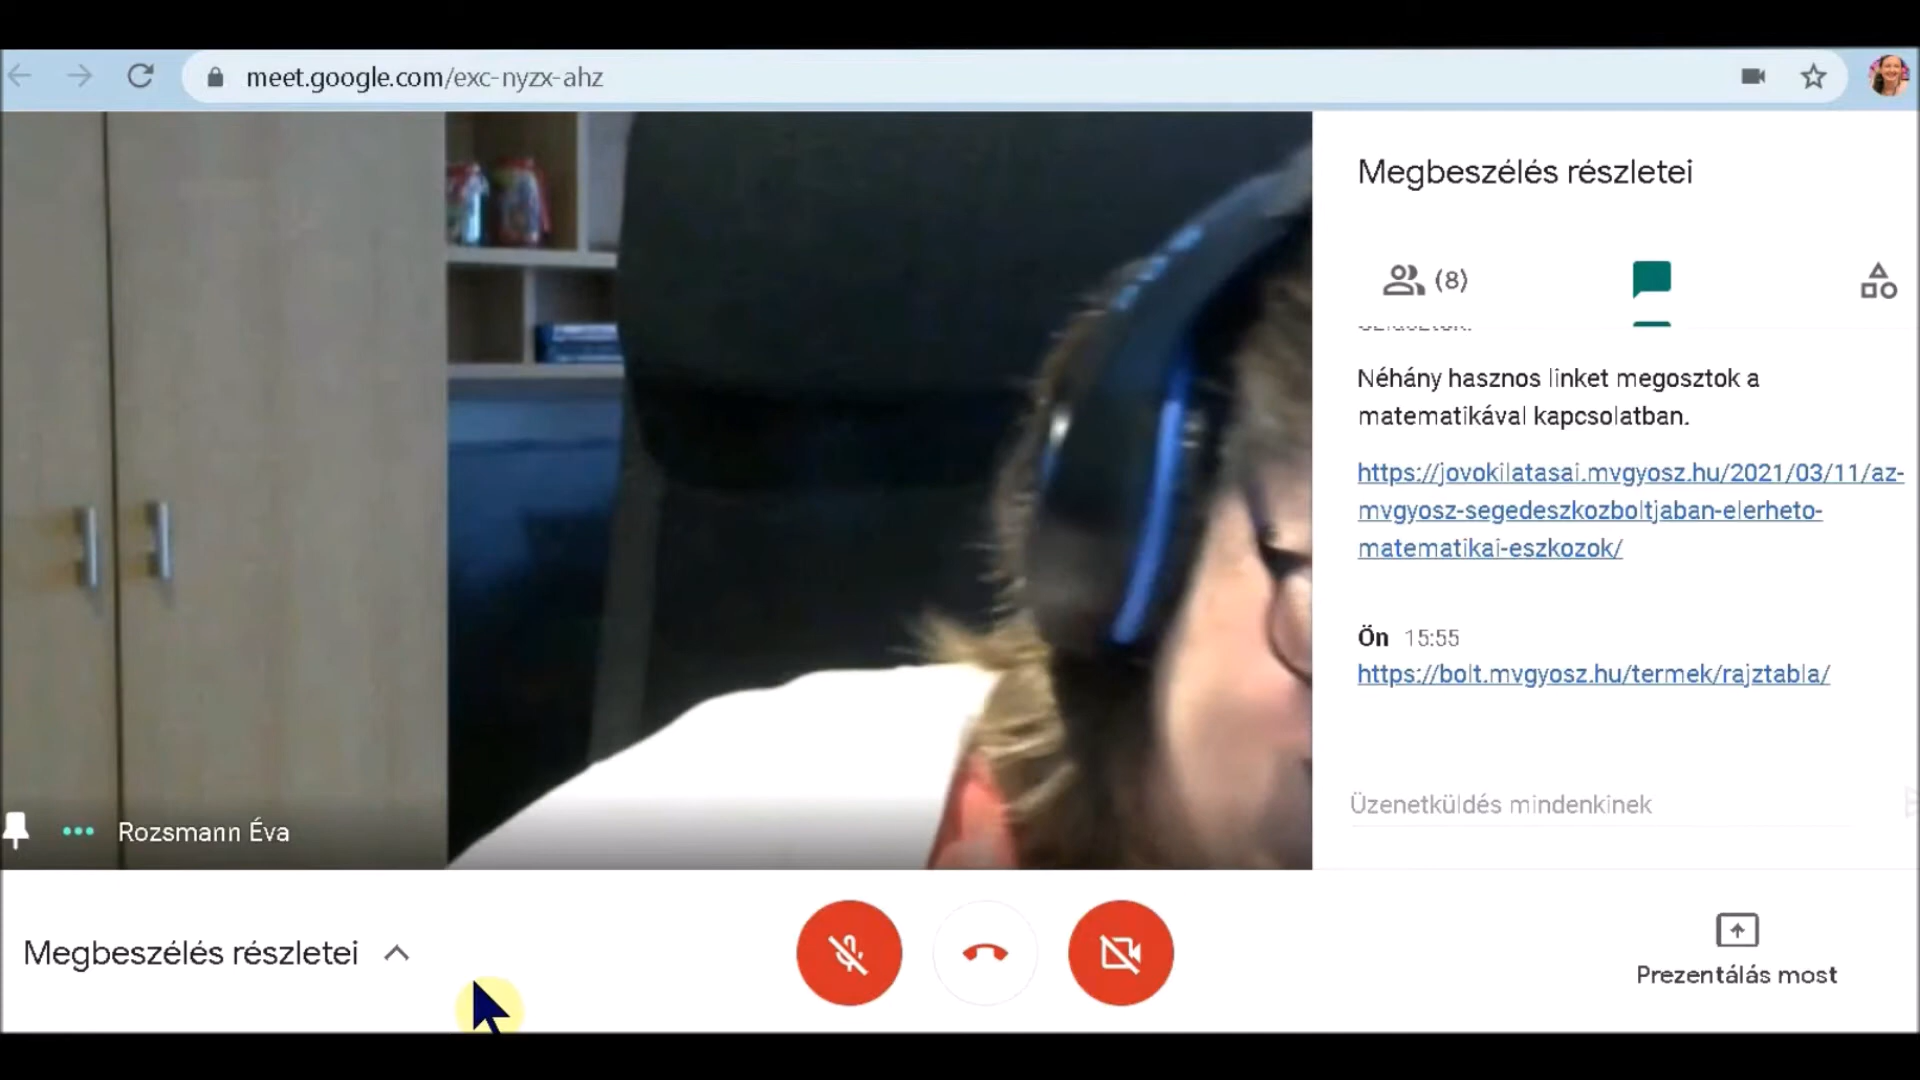 meet.google.com/exc-nyzx-ahz
Megbeszélés részletei
(8)
Néhány hasznos linket megosztok a
matematikával kapcsolatban.
https://jovokilatasai.mvgyosz.hu/2021/03/11/az-
mvgyosz-segedeszkozboltjaban-elerheto-
matematikai-eszkozok/
Ön 15:55
https://bolt.mvgyosz.hu/termek/rajztabla/
Üzenetküldés mindenkinek
Rozsmann Éva
Megbeszélés részletei
Prezentálás most